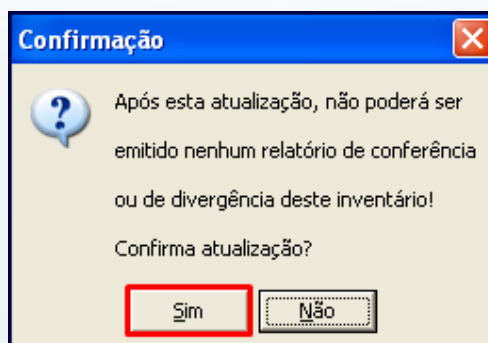 Confirmação
Após esta atualização, não poderá ser
emitido nenhum relatório de conferência
ou de divergência deste inventário!
Confirma atualização?
Sim
Não